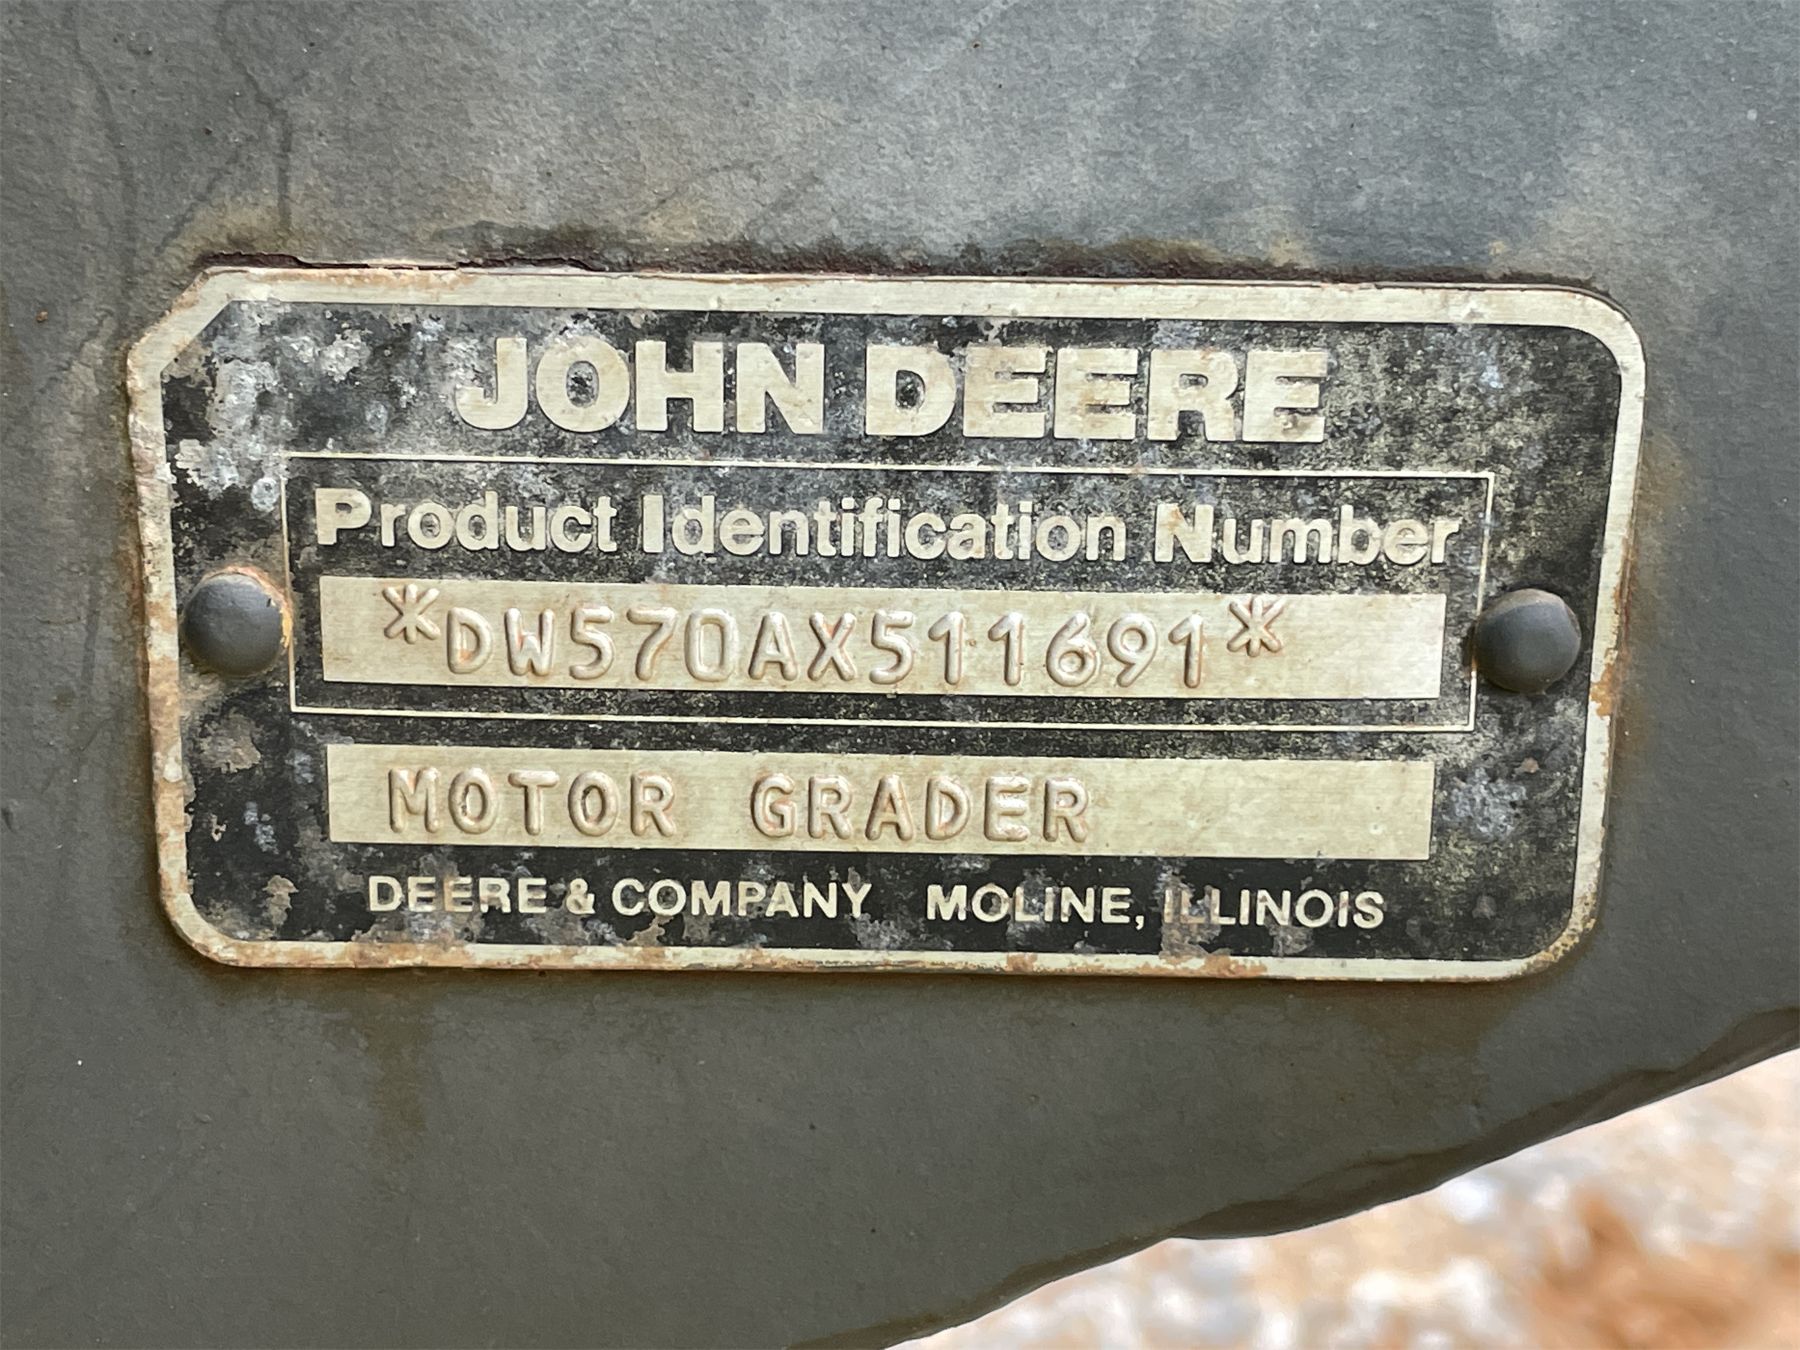 JOHN DEERE
Product Identification Number
*DW570AX511691*
MOTOR GRADER
DEERE & COMPANY MOLINE, ILLINOIS